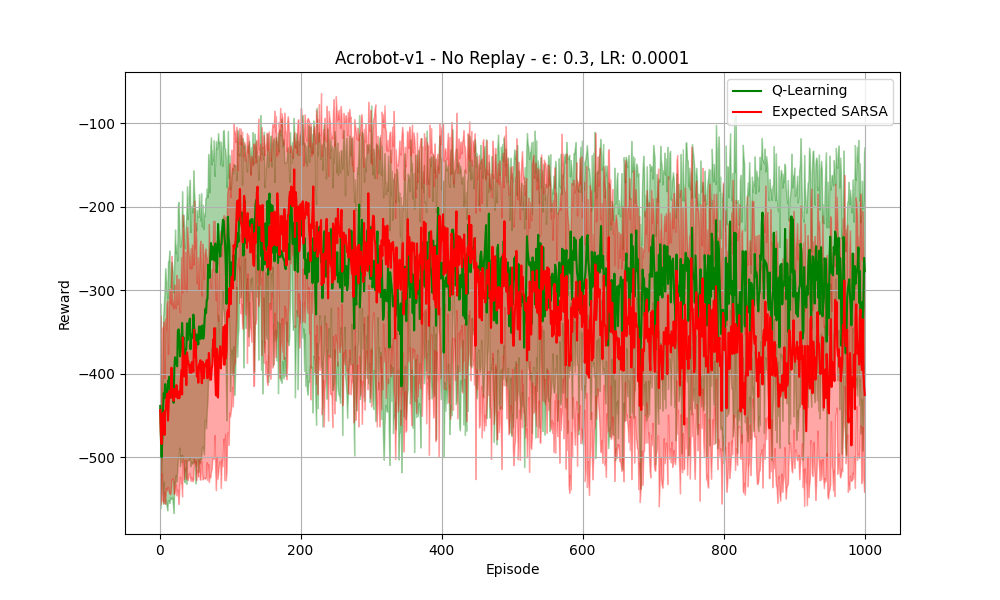 Acrobot-v1 - No Replay - ϵ: 0.3, LR: 0.0001
Q-Learning
Expected SARSA
Reward
−100
−200
−300
−400
−500
0 200 400 600 800 1000
Episode